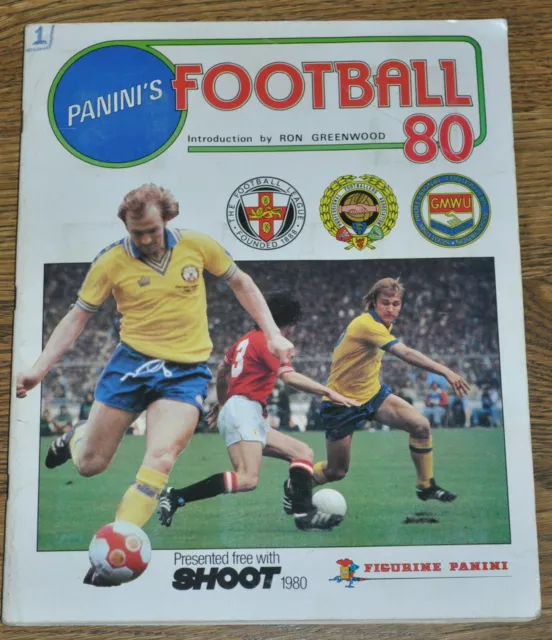 1
PANINI'S
FOOTBALL
80
Introduction by RON GREENWOOD
THE FOOTBALL LEAGUE
FOUNDED 1888
GMWU
3
Presented free with
SHOOT 1980
FIGURINE PANINI